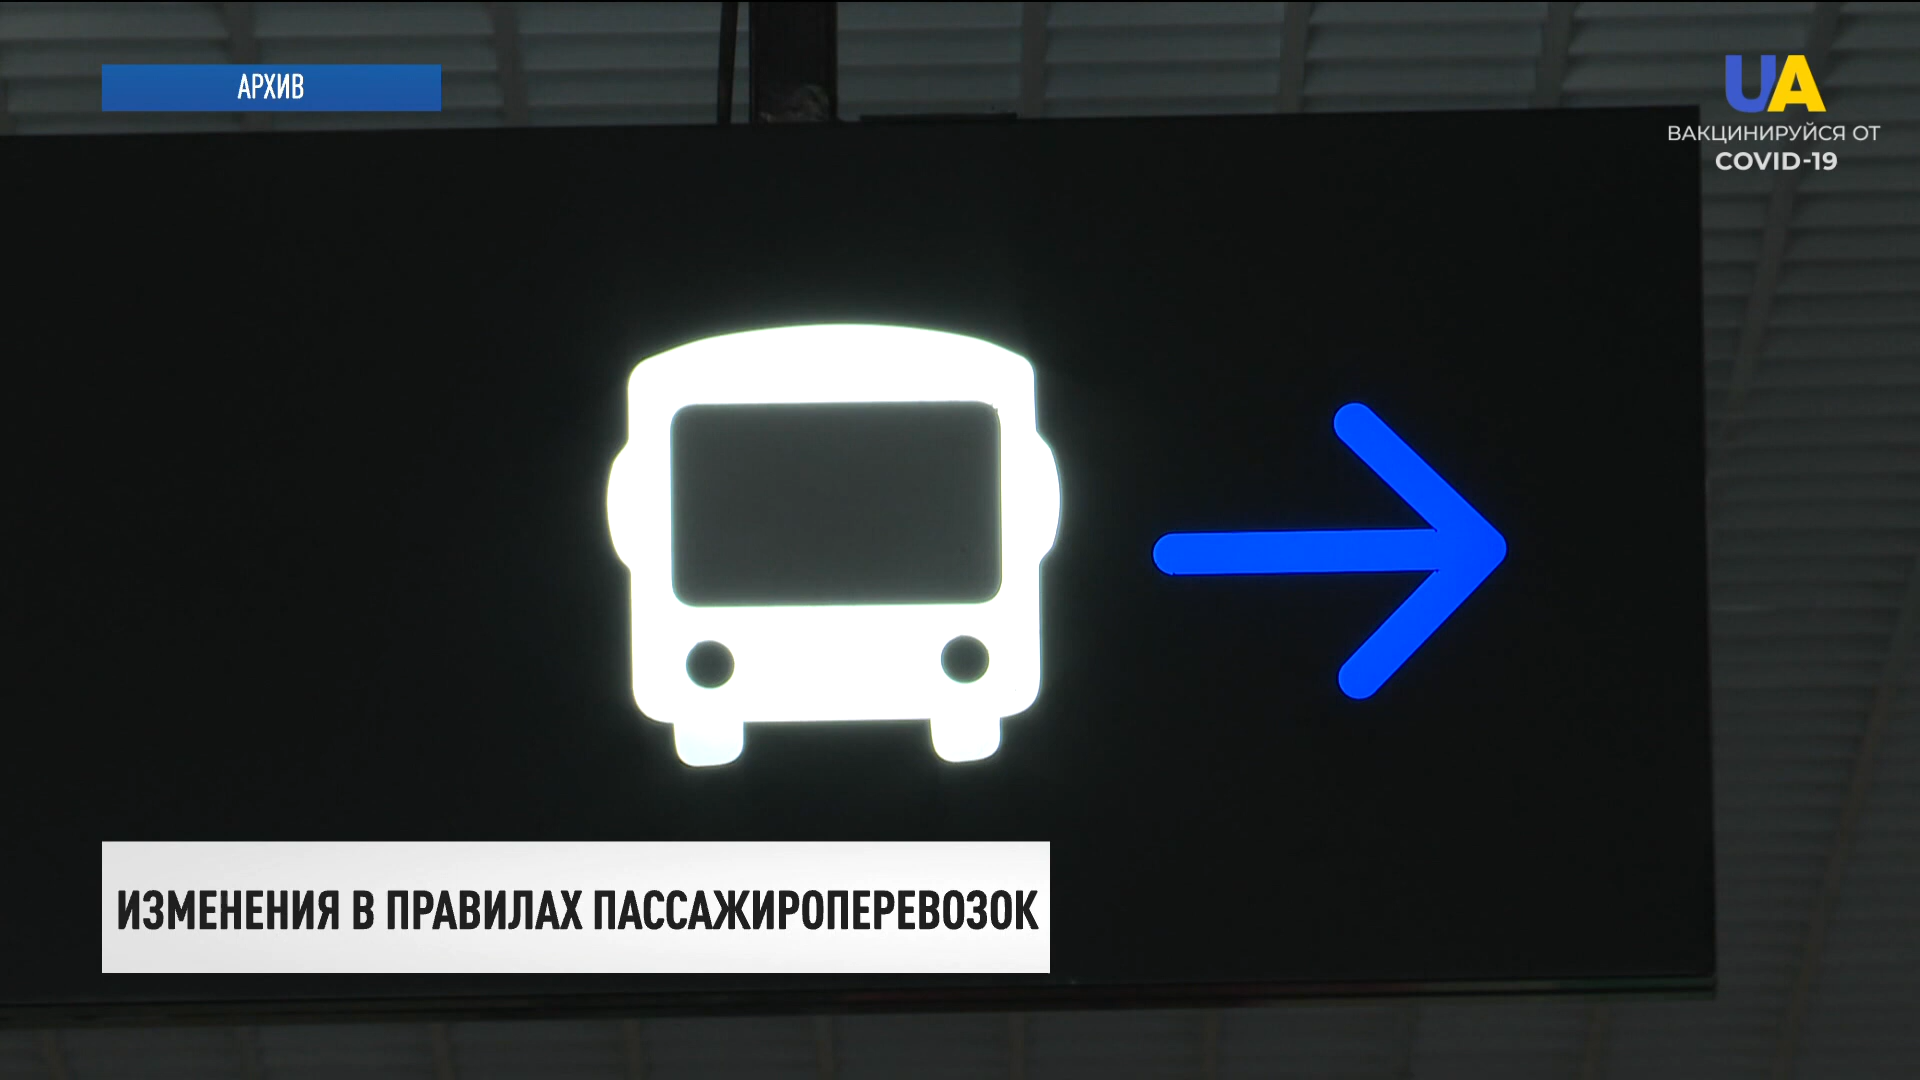 АРХИВ
UA
ВАКЦИНИРУЙСЯ ОТ
COVID-19
ИЗМЕНЕНИЯ В ПРАВИЛАХ ПАССАЖИРОПЕРЕВОЗОК